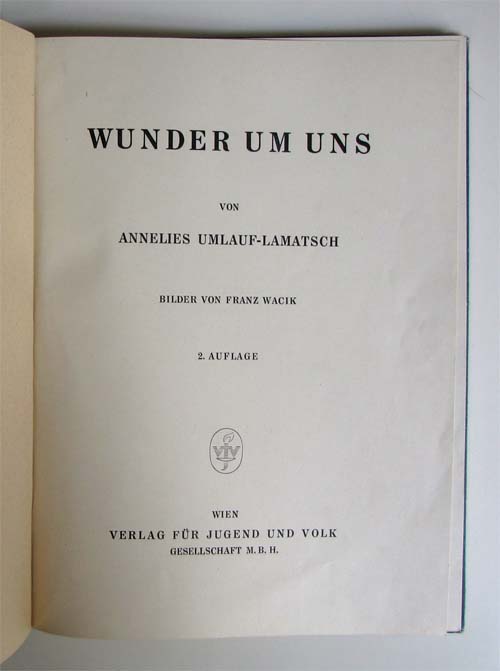 WUNDER UM UNS
VON
ANNELIES UMLAUF-LAMATSCH
BILDER VON FRANZ WACIK
2. AUFLAGE
VJV
WIEN
VERLAG FÜR JUGEND UND VOLK
GESELLSCHAFT M. B. H.